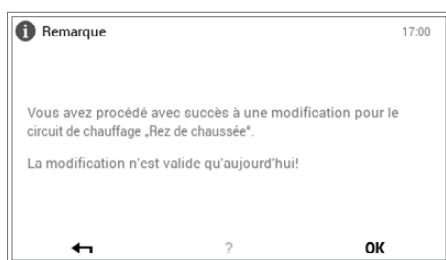 Remarque 17:00
Vous avez procédé avec succès à une modification pour le
circuit de chauffage „Rez de chaussée".
La modification n'est valide qu'aujourd'hui!
? OK